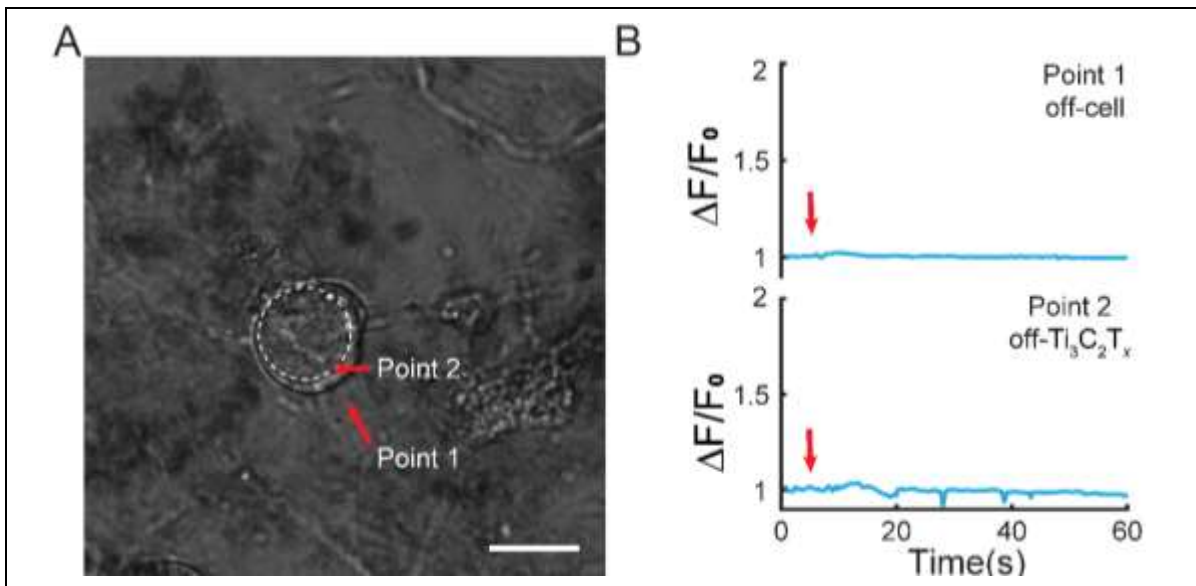 A
Point 2
Point 1
B
2
1.5
1
ΔF/F₀
Point 1
off-cell
2
1.5
1
ΔF/F₀
Point 2
off-Ti₃C₂Tₓ
0
20
40
60
Time(s)